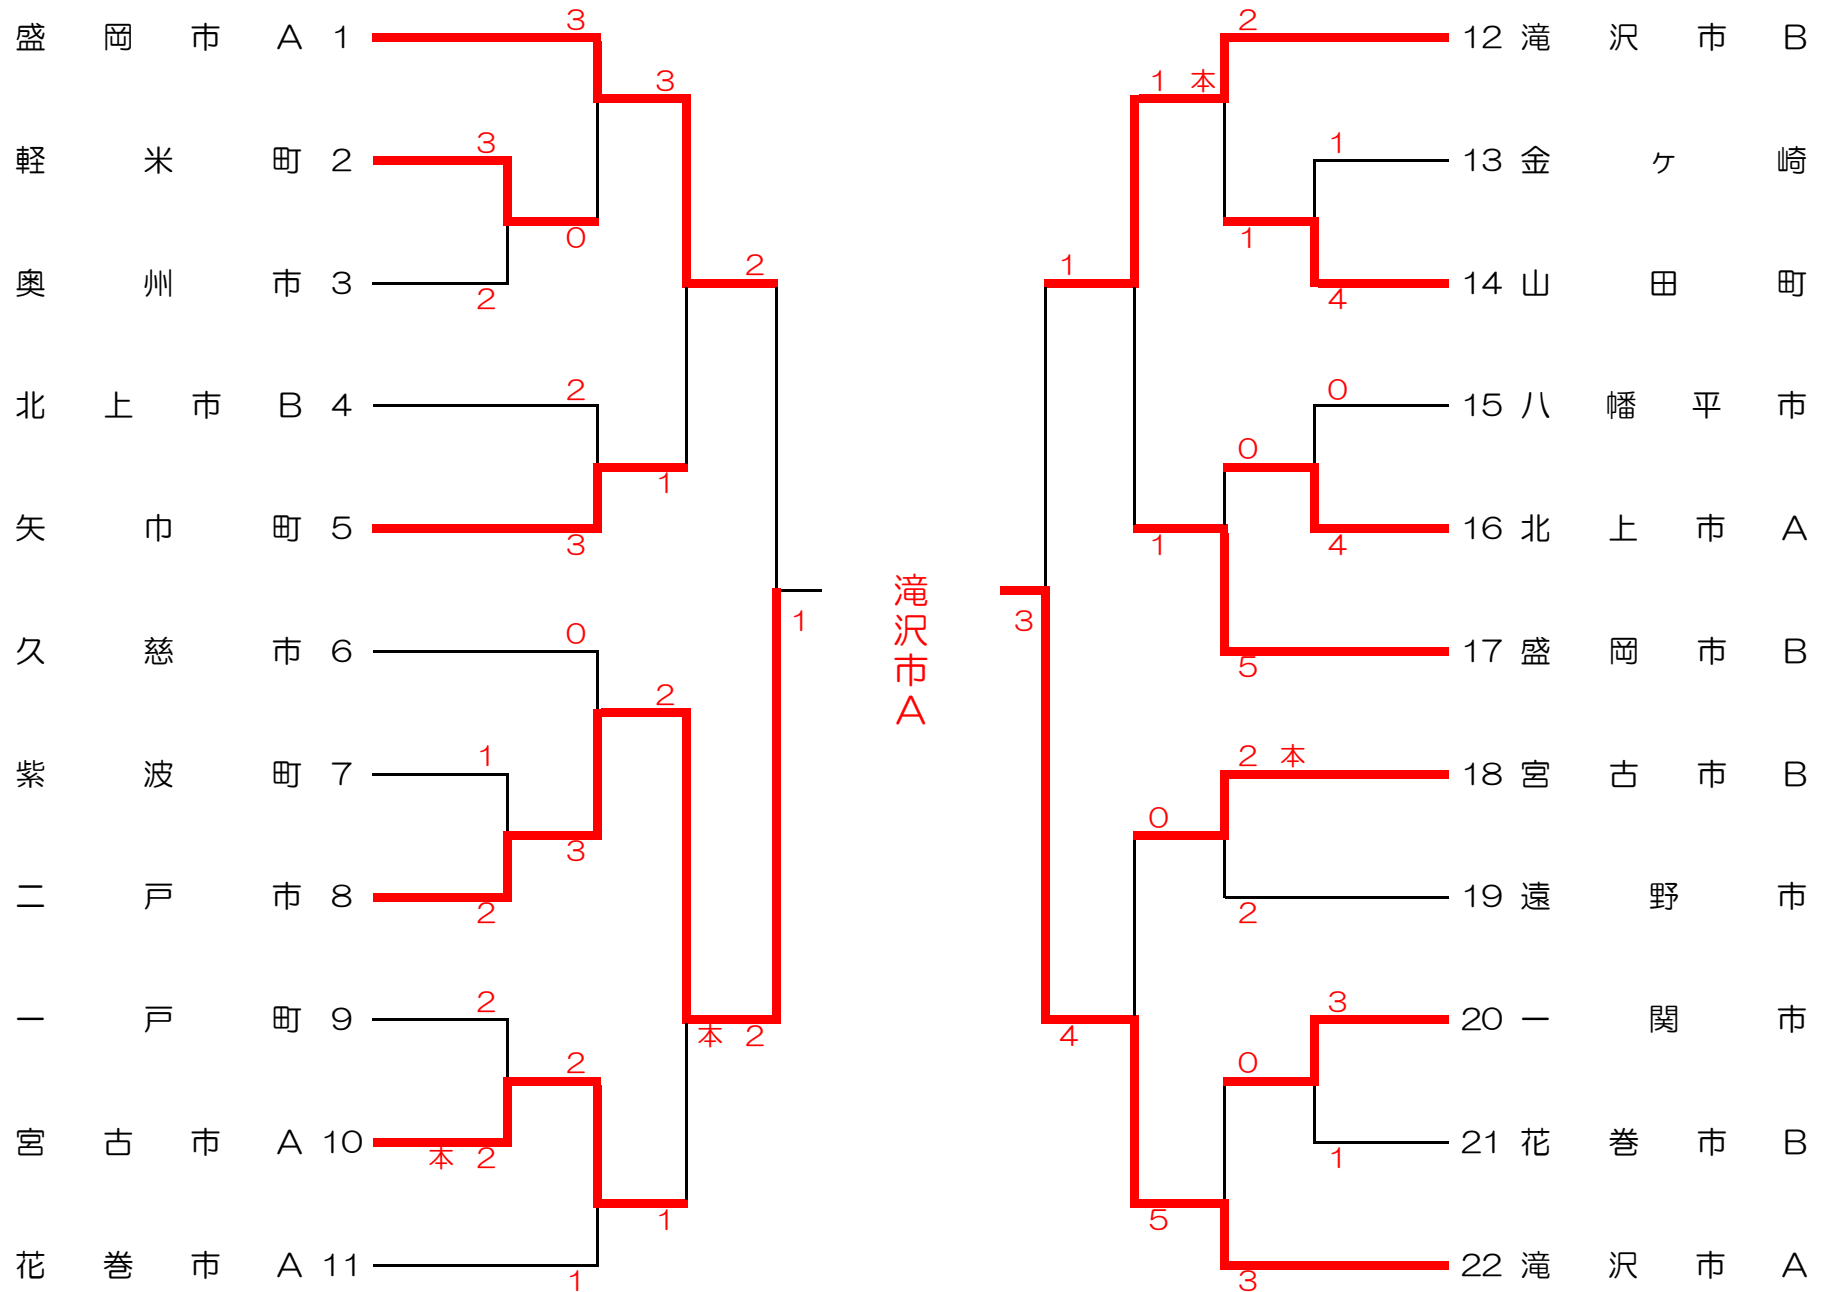 3
盛岡市A 1
2
12 滝沢市B
3
1 本
軽米町 2
3
1
13 金ヶ崎
0
1
奥州市 3
2
2
1
4
14 山田町
北上市B 4
2
0
15 八幡平市
1
0
矢巾町 5
3
1
4
16 北上市A
滝沢市A
1
3
久慈市 6
0
5
17 盛岡市B
2
紫波町 7
1
2 本
18 宮古市B
3
0
二戸市 8
2
2
19 遠野市
一戸町 9
2
本 2
4
3
20 一関市
2
0
宮古市A 10
本 2
1
21 花巻市B
1
5
花巻市A 11
1
3
22 滝沢市A